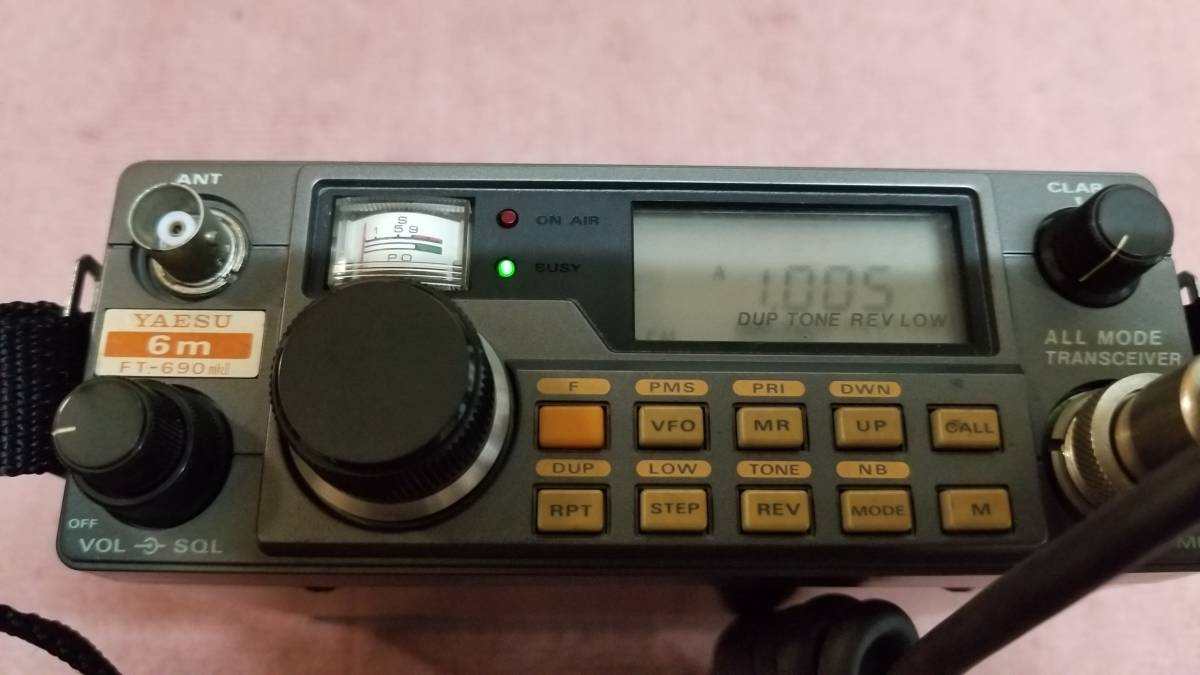 ANT
S
1 5 9
PO
ON AIR
BUSY
A 1.005
DUP TONE REV LOW
FM
CLAR
YAESU
6m
FT-690mkII
ALL MODE
TRANSCEIVER
F PMS PRI DWN
VFO MR UP CALL
DUP LOW TONE NB
RPT STEP REV MODE M
OFF
VOL SQL